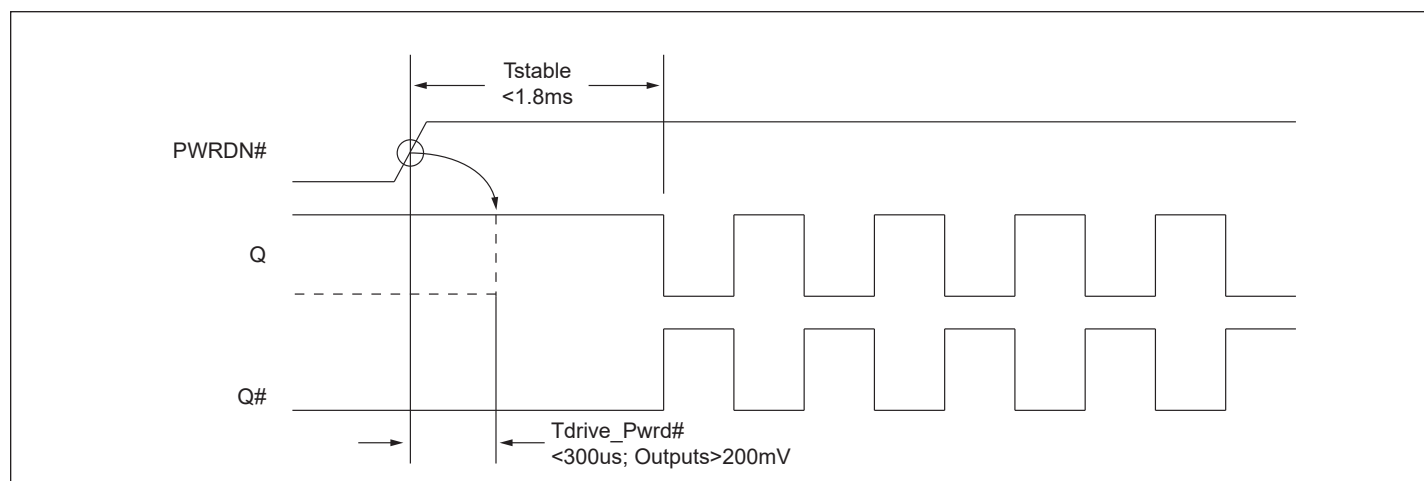 Tstable
<1.8ms
PWRDN#
Q
Q#
Tdrive_Pwrd#
<300us; Outputs>200mV